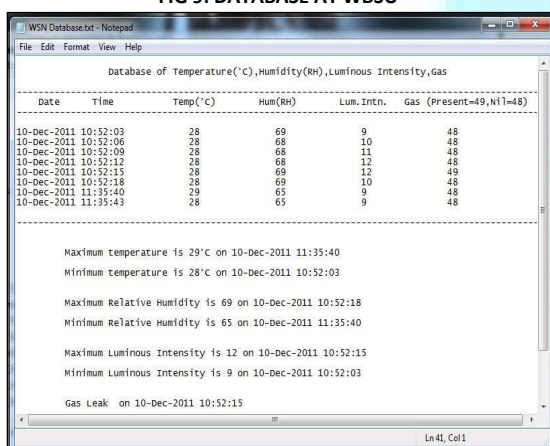 FIG 9: DATABASE AT WBSU
WSN Database.txt - Notepad
File Edit Format View Help
Database of Temperature('C),Humidity(RH),Luminous Intensity,Gas
Date Time Temp('C) Hum(RH) Lum.Intn. Gas (Present=49,Nil=48)
10-Dec-2011 10:52:03 28 69 9 48
10-Dec-2011 10:52:06 28 68 10 48
10-Dec-2011 10:52:09 28 68 11 48
10-Dec-2011 10:52:12 28 68 12 48
10-Dec-2011 10:52:15 28 69 12 49
10-Dec-2011 10:52:18 28 69 10 48
10-Dec-2011 11:35:40 29 65 9 48
10-Dec-2011 11:35:43 28 65 9 48
Maximum temperature is 29'C on 10-Dec-2011 11:35:40
Minimum temperature is 28'C on 10-Dec-2011 10:52:03
Maximum Relative Humidity is 69 on 10-Dec-2011 10:52:18
Minimum Relative Humidity is 65 on 10-Dec-2011 11:35:40
Maximum Luminous Intensity is 12 on 10-Dec-2011 10:52:15
Minimum Luminous Intensity is 9 on 10-Dec-2011 10:52:03
Gas Leak on 10-Dec-2011 10:52:15
Ln 41, Col 1